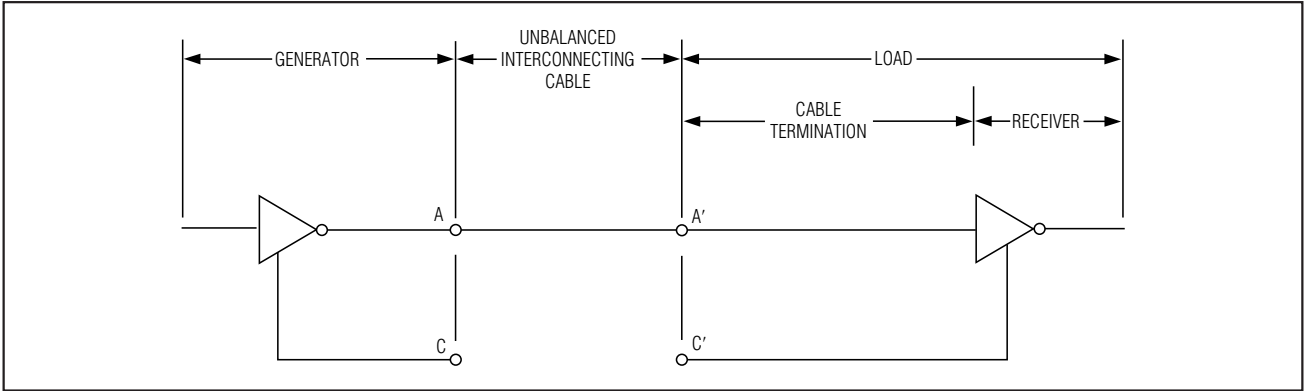 GENERATOR
UNBALANCED
INTERCONNECTING
CABLE
LOAD
CABLE
TERMINATION
RECEIVER
A
A′
C
C′